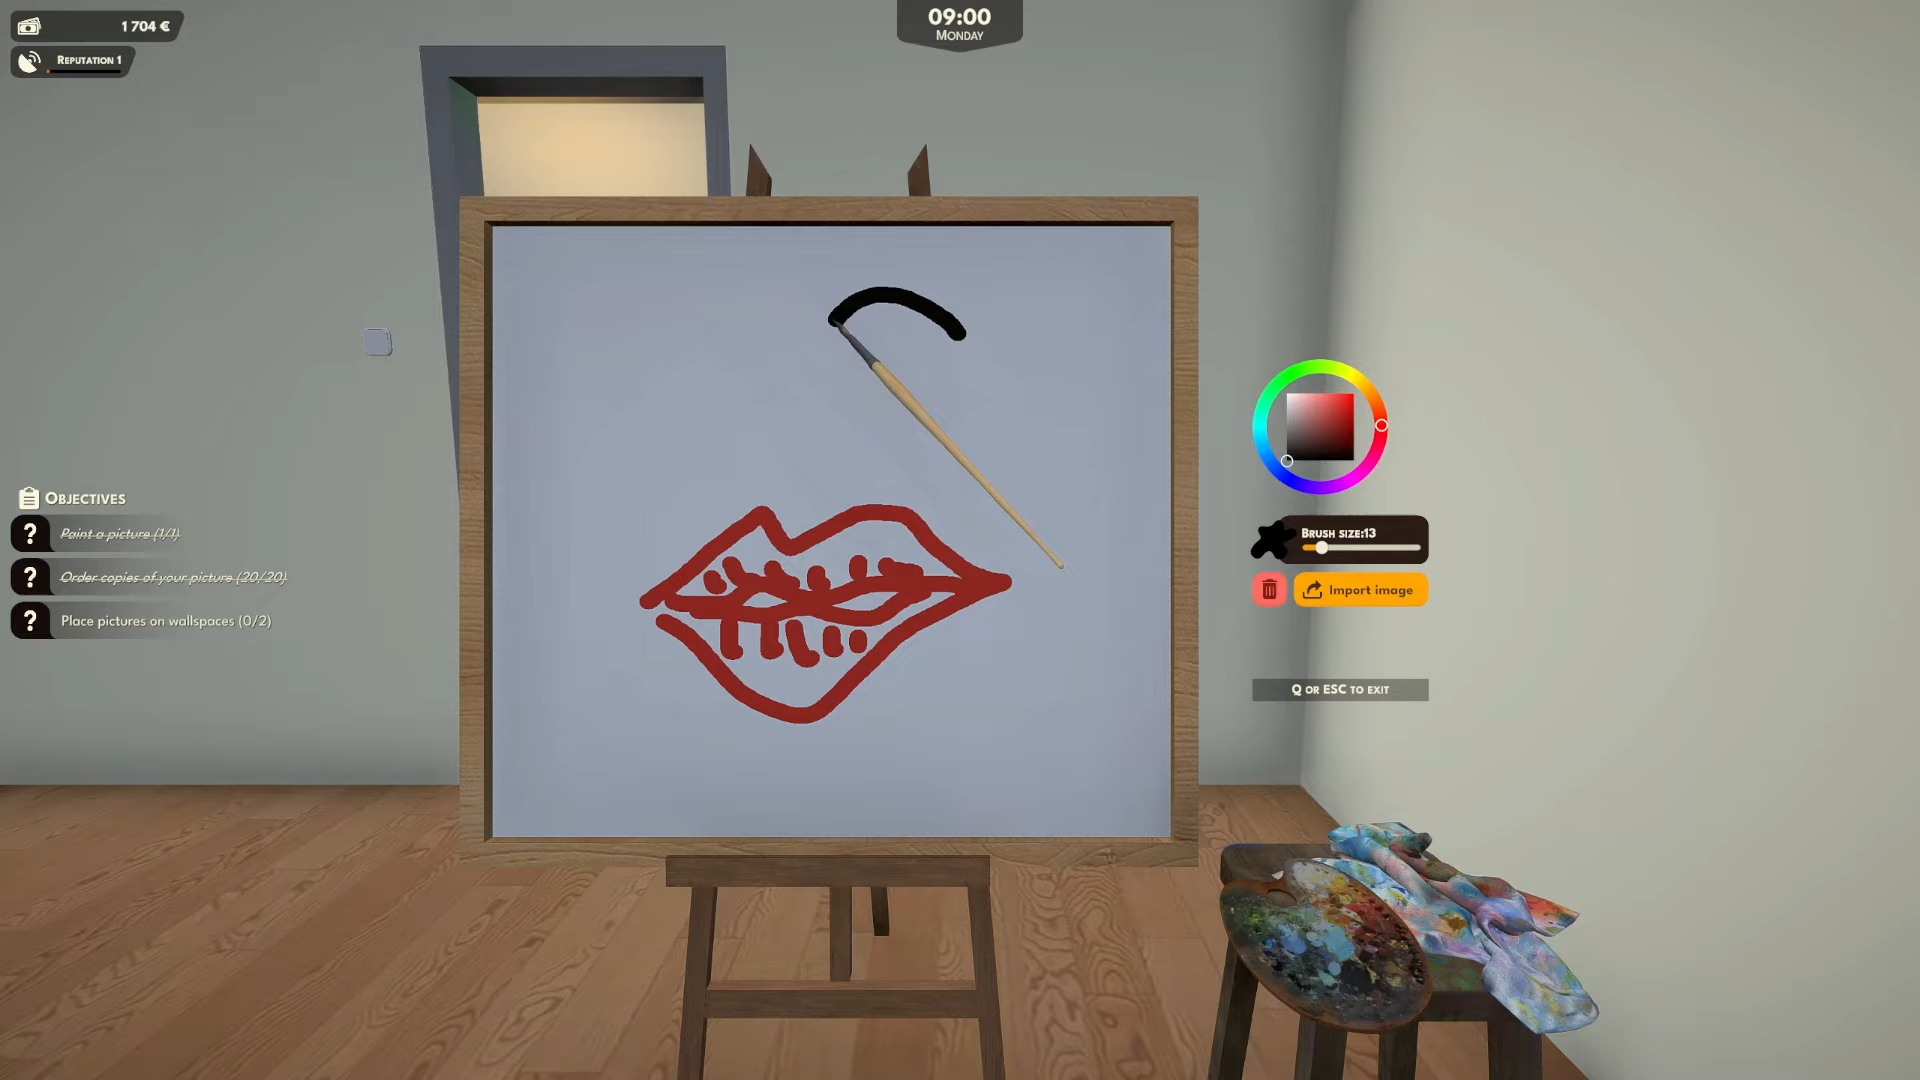 1 704 €
REPUTATION 1
09:00
MONDAY
OBJECTIVES
? Paint a picture (1/1)
? Order copies of your picture (20/20)
? Place pictures on wallspaces (0/2)
BRUSH SIZE:13
Import image
Q OR ESC TO EXIT